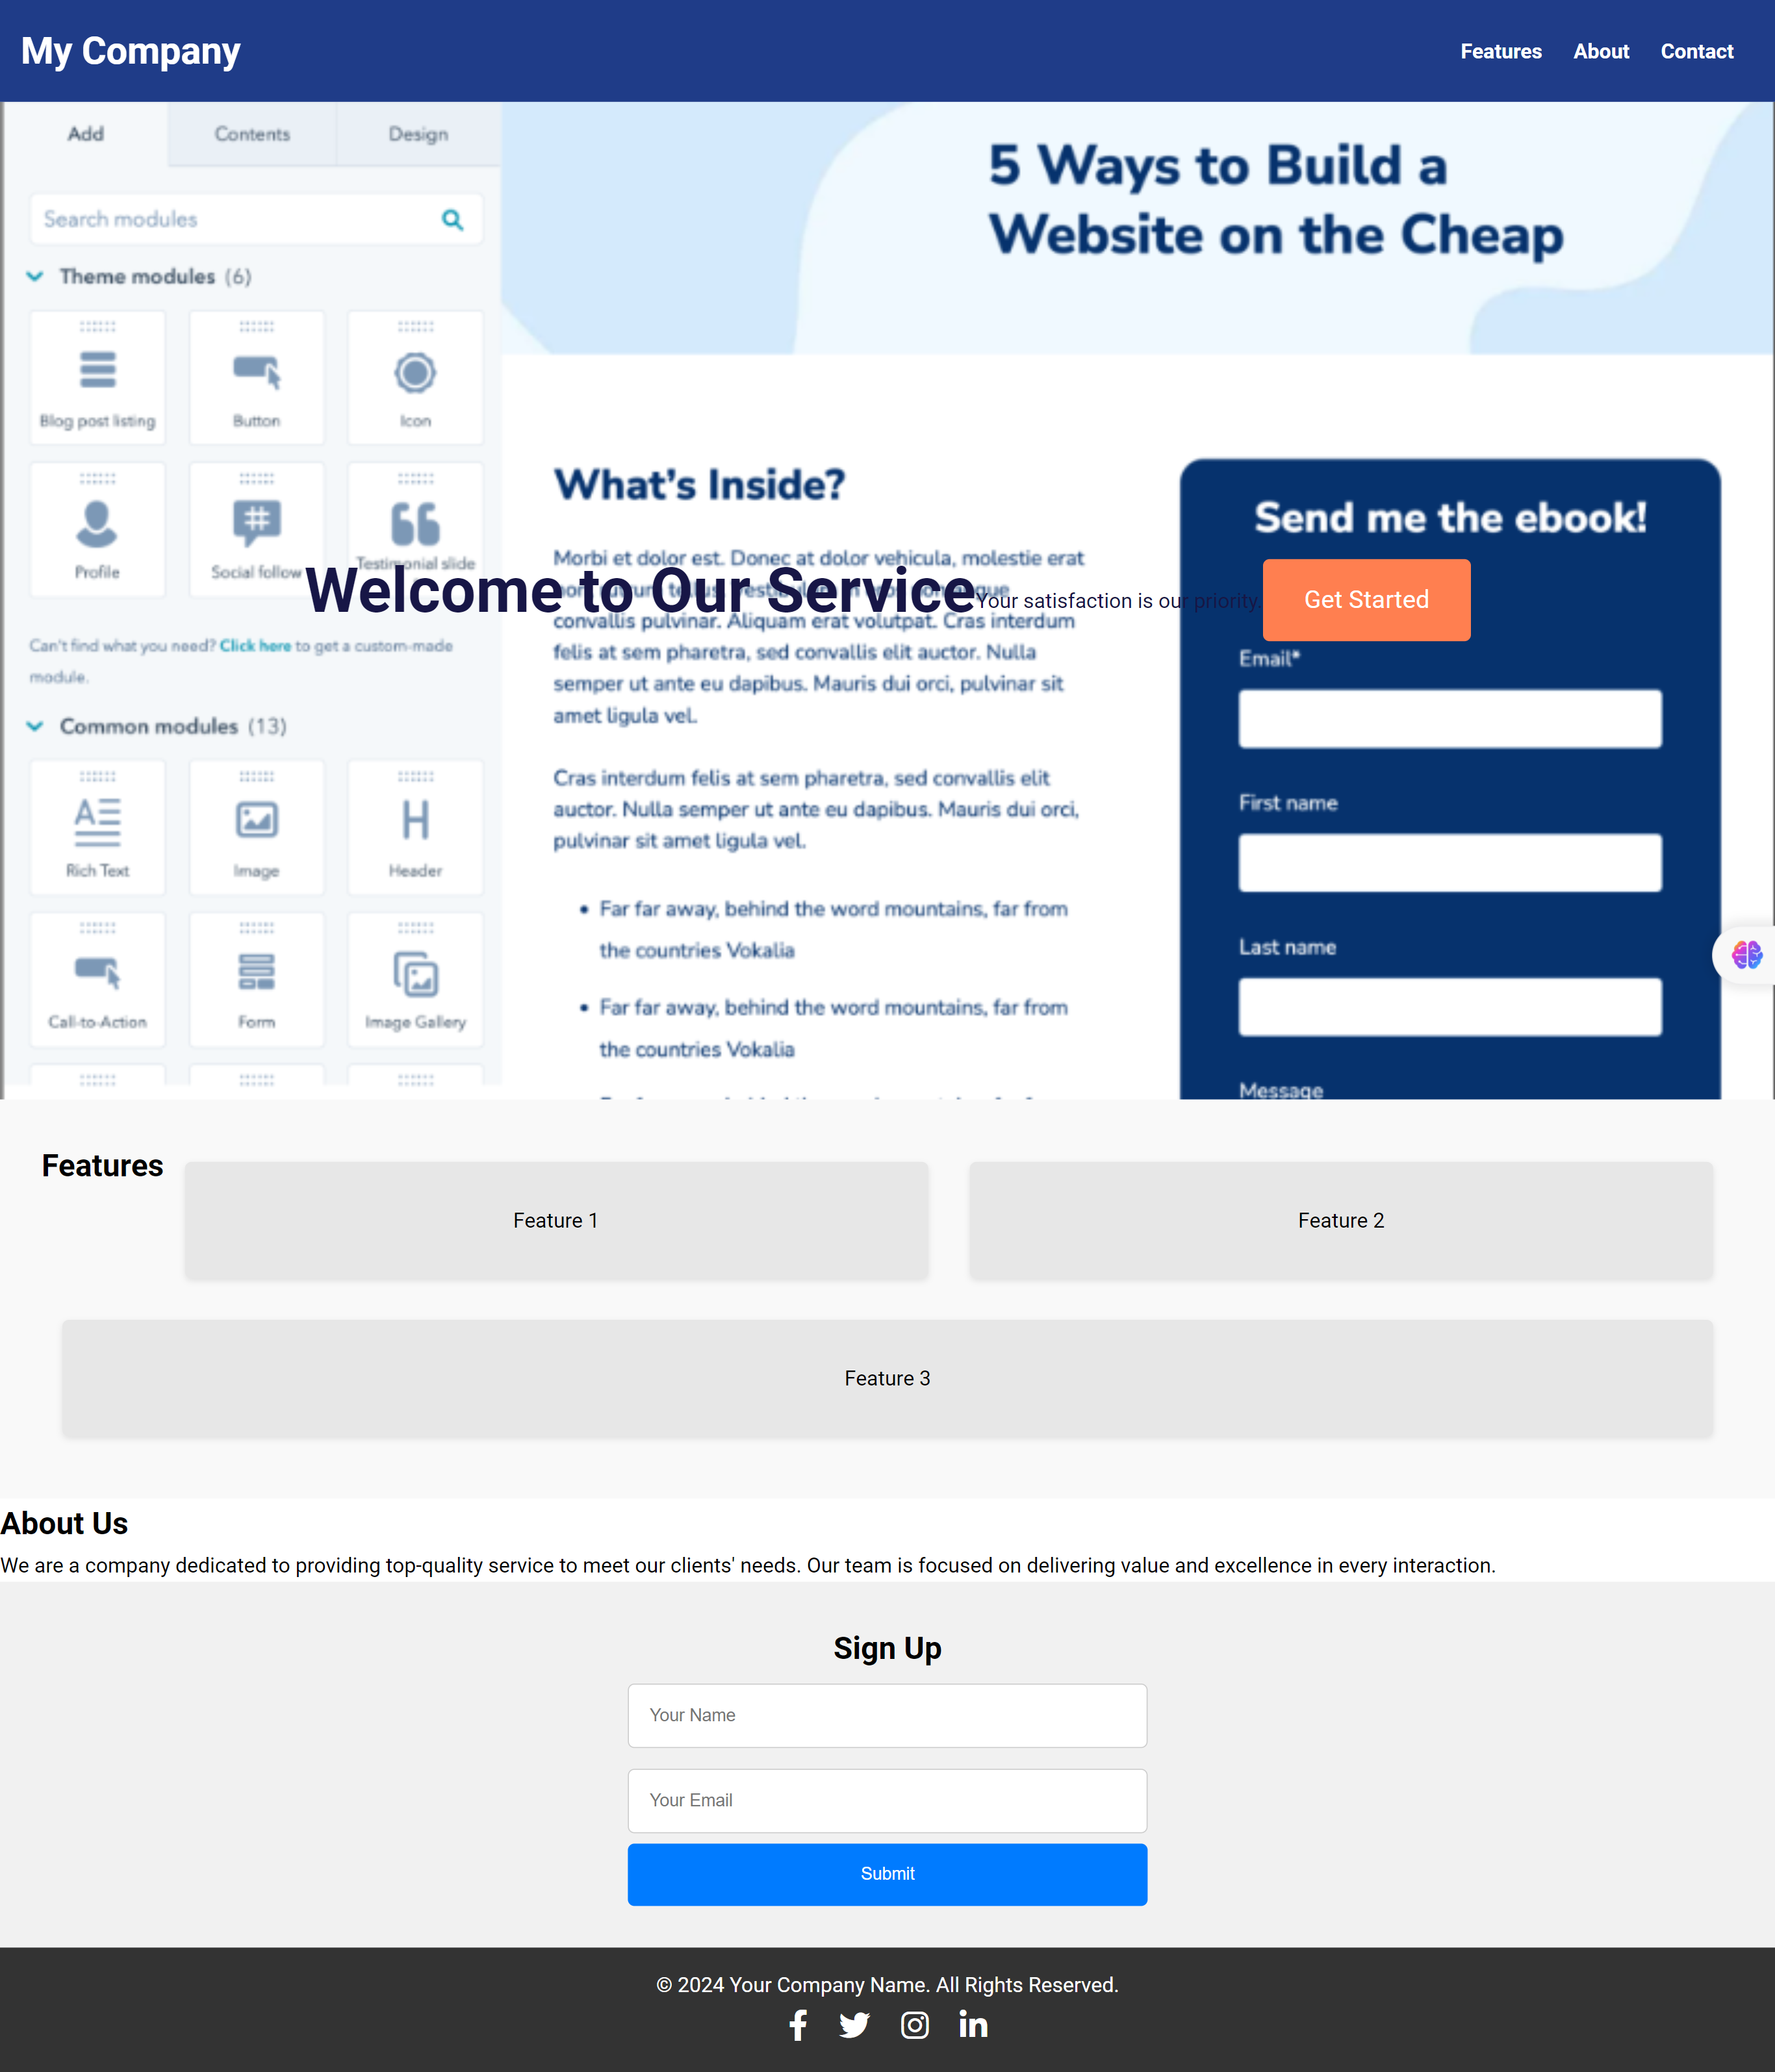 My Company
Features About Contact
Add Contents Design
Search modules
Theme modules (6)
Blog post listing Button Icon
Profile Social follow Testimonial slide
Can't find what you need? Click here to get a custom-made
module.
Common modules (13)
Rich Text Image Header
Call-to-Action Form Image Gallery
5 Ways to Build a
Website on the Cheap
What's Inside?
Morbi et dolor est. Donec at dolor vehicula, molestie erat
convallis pulvinar. Aliquam erat volutpat. Cras interdum
felis at sem pharetra, sed convallis elit auctor. Nulla
semper ut ante eu dapibus. Mauris dui orci, pulvinar sit
amet ligula vel.
Cras interdum felis at sem pharetra, sed convallis elit
auctor. Nulla semper ut ante eu dapibus. Mauris dui orci,
pulvinar sit amet ligula vel.
• Far far away, behind the word mountains, far from
the countries Vokalia
• Far far away, behind the word mountains, far from
the countries Vokalia
Send me the ebook!
Welcome to Our Service Your satisfaction is our priority. Get Started
Email*
First name
Last name
Message
Features
Feature 1
Feature 2
Feature 3
About Us
We are a company dedicated to providing top-quality service to meet our clients' needs. Our team is focused on delivering value and excellence in every interaction.
Sign Up
Your Name
Your Email
Submit
© 2024 Your Company Name. All Rights Reserved.